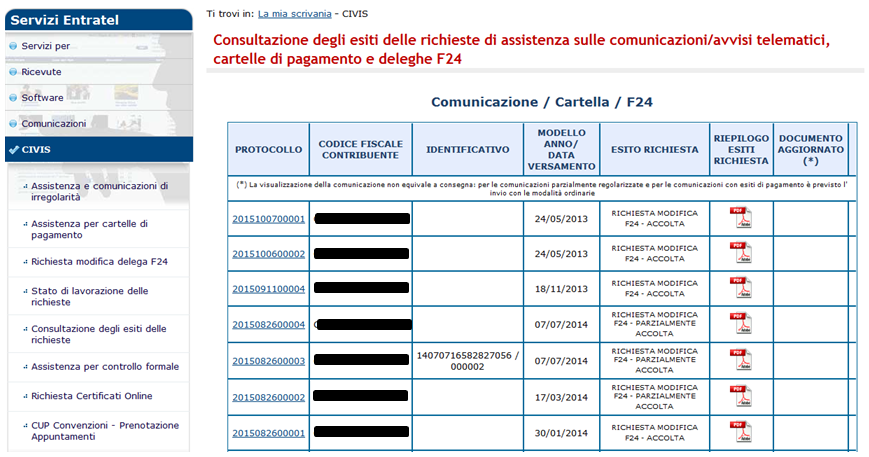 Servizi Entratel
Servizi per
Ricevute
Software
Comunicazioni
CIVIS
Assistenza e comunicazioni di
irregolarità
Assistenza per cartelle di
pagamento
Richiesta modifica delega F24
Stato di lavorazione delle
richieste
Consultazione degli esiti delle
richieste
Assistenza per controllo formale
Richiesta Certificati Online
CUP Convenzioni - Prenotazione
Appuntamenti
Ti trovi in: La mia scrivania - CIVIS
Consultazione degli esiti delle richieste di assistenza sulle comunicazioni/avvisi telematici,
cartelle di pagamento e deleghe F24
Comunicazione / Cartella / F24
PROTOCOLLO
CODICE FISCALE
CONTRIBUENTE
IDENTIFICATIVO
MODELLO
ANNO/
DATA
VERSAMENTO
ESITO RICHIESTA
RIEPILOGO
ESITI
RICHIESTA
DOCUMENTO
AGGIORNATO
(*)
(*) La visualizzazione della comunicazione non equivale a consegna: per le comunicazioni parzialmente regolarizzate e per le comunicazioni con esiti di pagamento è previsto l'
invio con le modalità ordinarie
2015100700001
24/05/2013
RICHIESTA MODIFICA
F24 - ACCOLTA
PDF
2015100600002
24/05/2013
RICHIESTA MODIFICA
F24 - ACCOLTA
PDF
2015091100004
18/11/2013
RICHIESTA MODIFICA
F24 - ACCOLTA
PDF
2015082600004
07/07/2014
RICHIESTA MODIFICA
F24 - PARZIALMENTE
ACCOLTA
PDF
2015082600003
14070716582827056 /
000002
07/07/2014
RICHIESTA MODIFICA
F24 - PARZIALMENTE
ACCOLTA
PDF
2015082600002
17/03/2014
RICHIESTA MODIFICA
F24 - PARZIALMENTE
ACCOLTA
PDF
2015082600001
30/01/2014
RICHIESTA MODIFICA
F24 - ACCOLTA
PDF